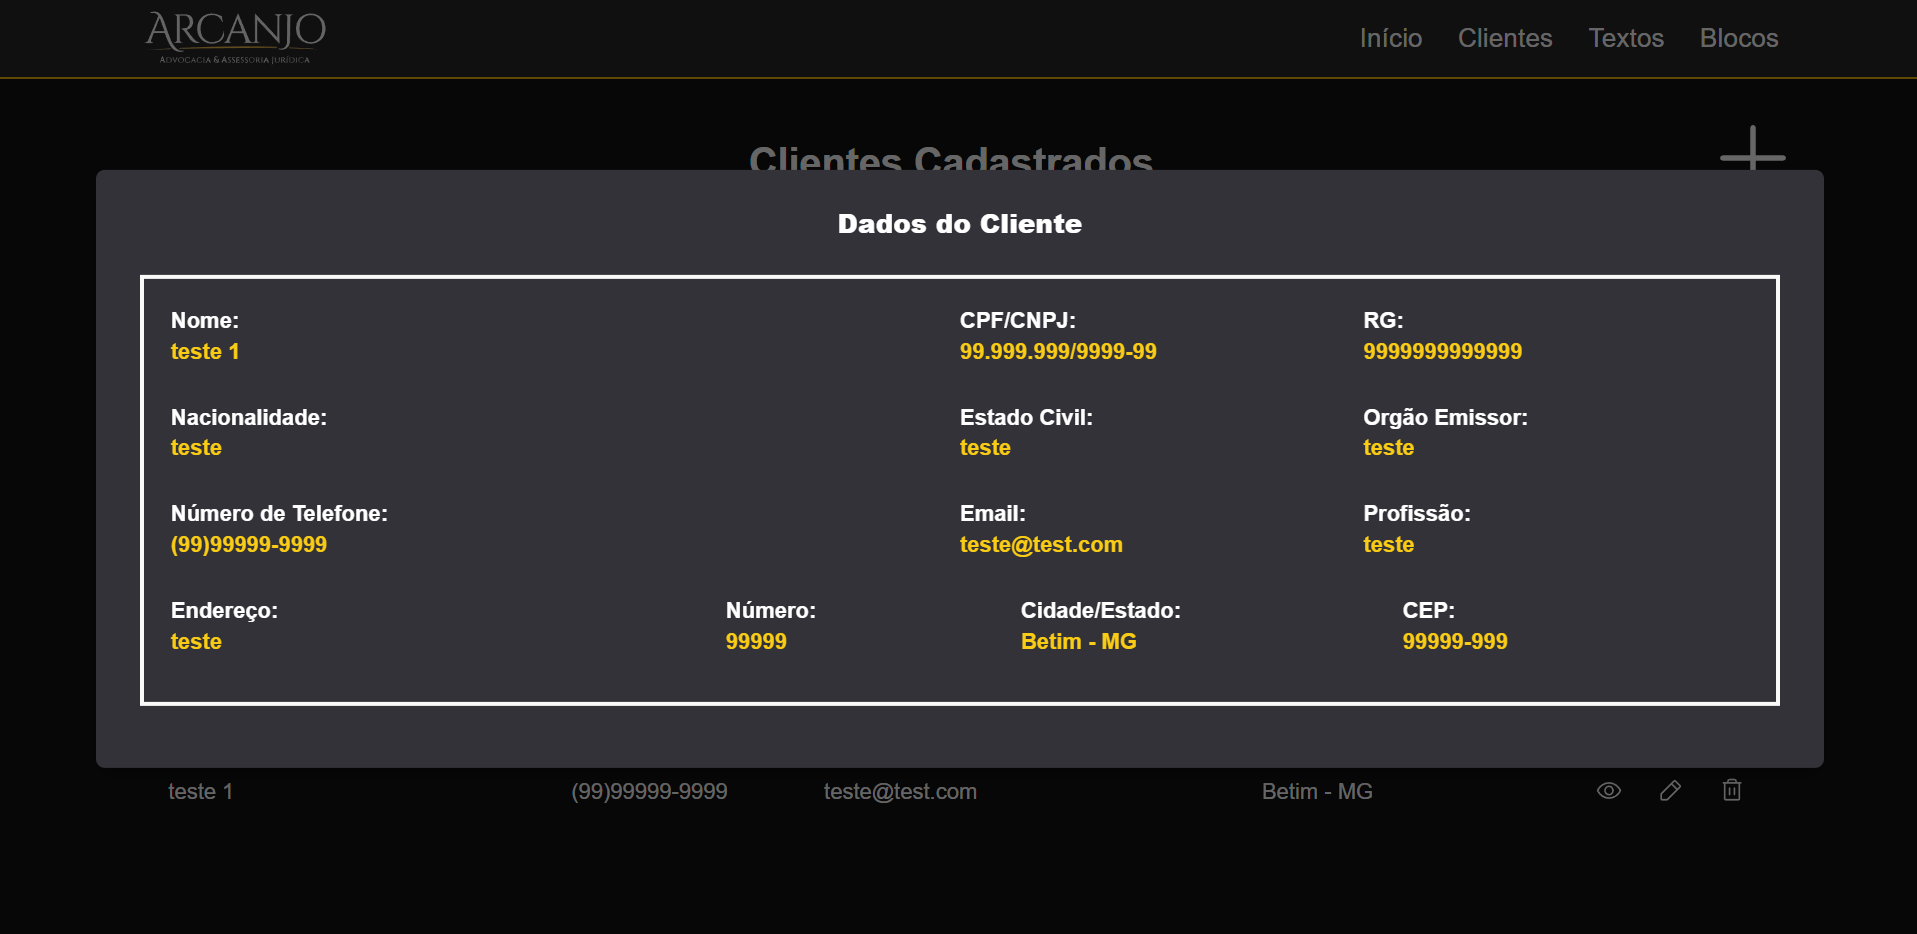 ARCANJO
ADVOCACIA & ASSESSORIA JURÍDICA
Início Clientes Textos Blocos
Clientes Cadastrados
Dados do Cliente
Nome: CPF/CNPJ: RG:
teste 1 99.999.999/9999-99 9999999999999
Nacionalidade: Estado Civil: Orgão Emissor:
teste teste teste
Número de Telefone: Email: Profissão:
(99)99999-9999 teste@test.com teste
Endereço: Número: Cidade/Estado: CEP:
teste 99999 Betim - MG 99999-999
teste 1 (99)99999-9999 teste@test.com Betim - MG